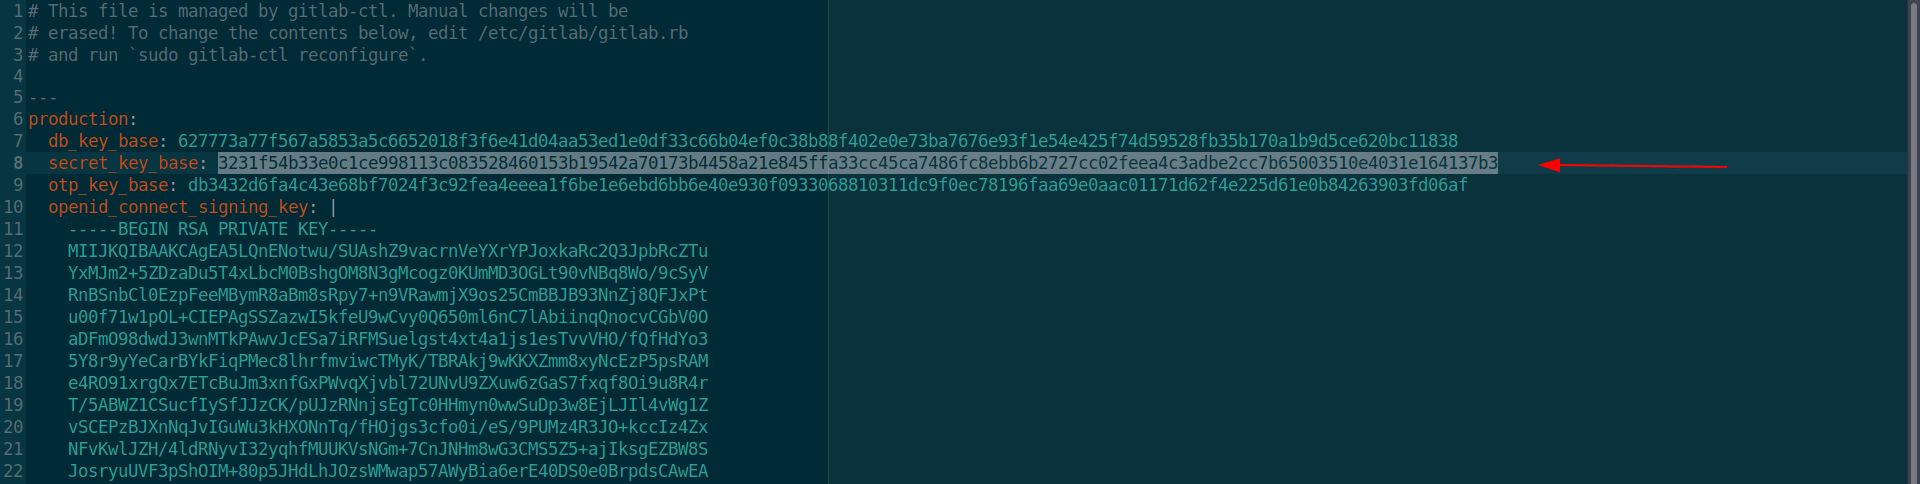 1 # This file is managed by gitlab-ctl. Manual changes will be
2 # erased! To change the contents below, edit /etc/gitlab/gitlab.rb
3 # and run `sudo gitlab-ctl reconfigure`.
4
5 ---
6 production:
7 db_key_base: 627773a77f567a5853a5c6652018f3f6e41d04aa53ed1e0df33c66b04ef0c38b88f402e0e73ba7676e93f1e54e425f74d59528fb35b170a1b9d5ce620bc11838
8 secret_key_base: 3231f54b33e0c1ce998113c083528460153b19542a70173b4458a21e845ffa33cc45ca7486fc8ebb6b2727cc02feea4c3adbe2cc7b65003510e4031e164137b3
9 otp_key_base: db3432d6fa4c43e68bf7024f3c92fea4eeea1f6be1e6ebd6bb6e40e930f0933068810311dc9f0ec78196faa69e0aac01171d62f4e225d61e0b84263903fd06af
10 openid_connect_signing_key: |
11 -----BEGIN RSA PRIVATE KEY-----
12 MIIJKQIBAAKCAgEA5LQnENotwu/SUAshZ9vacrnVeYXrYPJoxkaRc2Q3JpbRcZTu
13 YxMJm2+5ZDzaDu5T4xLbcM0BshgOM8N3gMcogz0KUmMD3OGLt90vNBq8Wo/9cSyV
14 RnBSnbCl0EzpFeeMBymR8aBm8sRpy7+n9VRawmjX9os25CmBBJB93NnZj8QFJxPt
15 u00f71w1pOL+CIEPAgSSZazwI5kfeU9wCvy0Q650ml6nC7lAbiinqQnocvCGbV0O
16 aDFmO98dwdJ3wnMTkPAwvJcESa7iRFMSuelgst4xt4a1js1esTvvVHO/fQfHdYo3
17 5Y8r9yYeCarBYkFiqPMec8lhrfmviwcTMyK/TBRAkj9wKKXZmm8xyNcEzP5psRAM
18 e4RO91xrgQx7ETcBuJm3xnfGxPWvqXjvbl72UNvU9ZXuw6zGaS7fxqf8Oi9u8R4r
19 T/5ABWZ1CSucfIySfJJzCK/pUJzRNnjsEgTc0HHmyn0wwSuDp3w8EjLJIl4vWg1Z
20 vSCEPzBJXnNqJvIGuWu3kHXONnTq/fHOjgs3cfo0i/eS/9PUMz4R3JO+kccIz4Zx
21 NFvKwlJZH/4ldRNyvI32yqhfMUUKVsNGm+7CnJNHm8wG3CMS5Z5+ajIksgEZBW8S
22 JosryuUVF3pShOIM+80p5JHdLhJOzsWMwap57AWyBia6erE40DS0e0BrpdsCAwEA